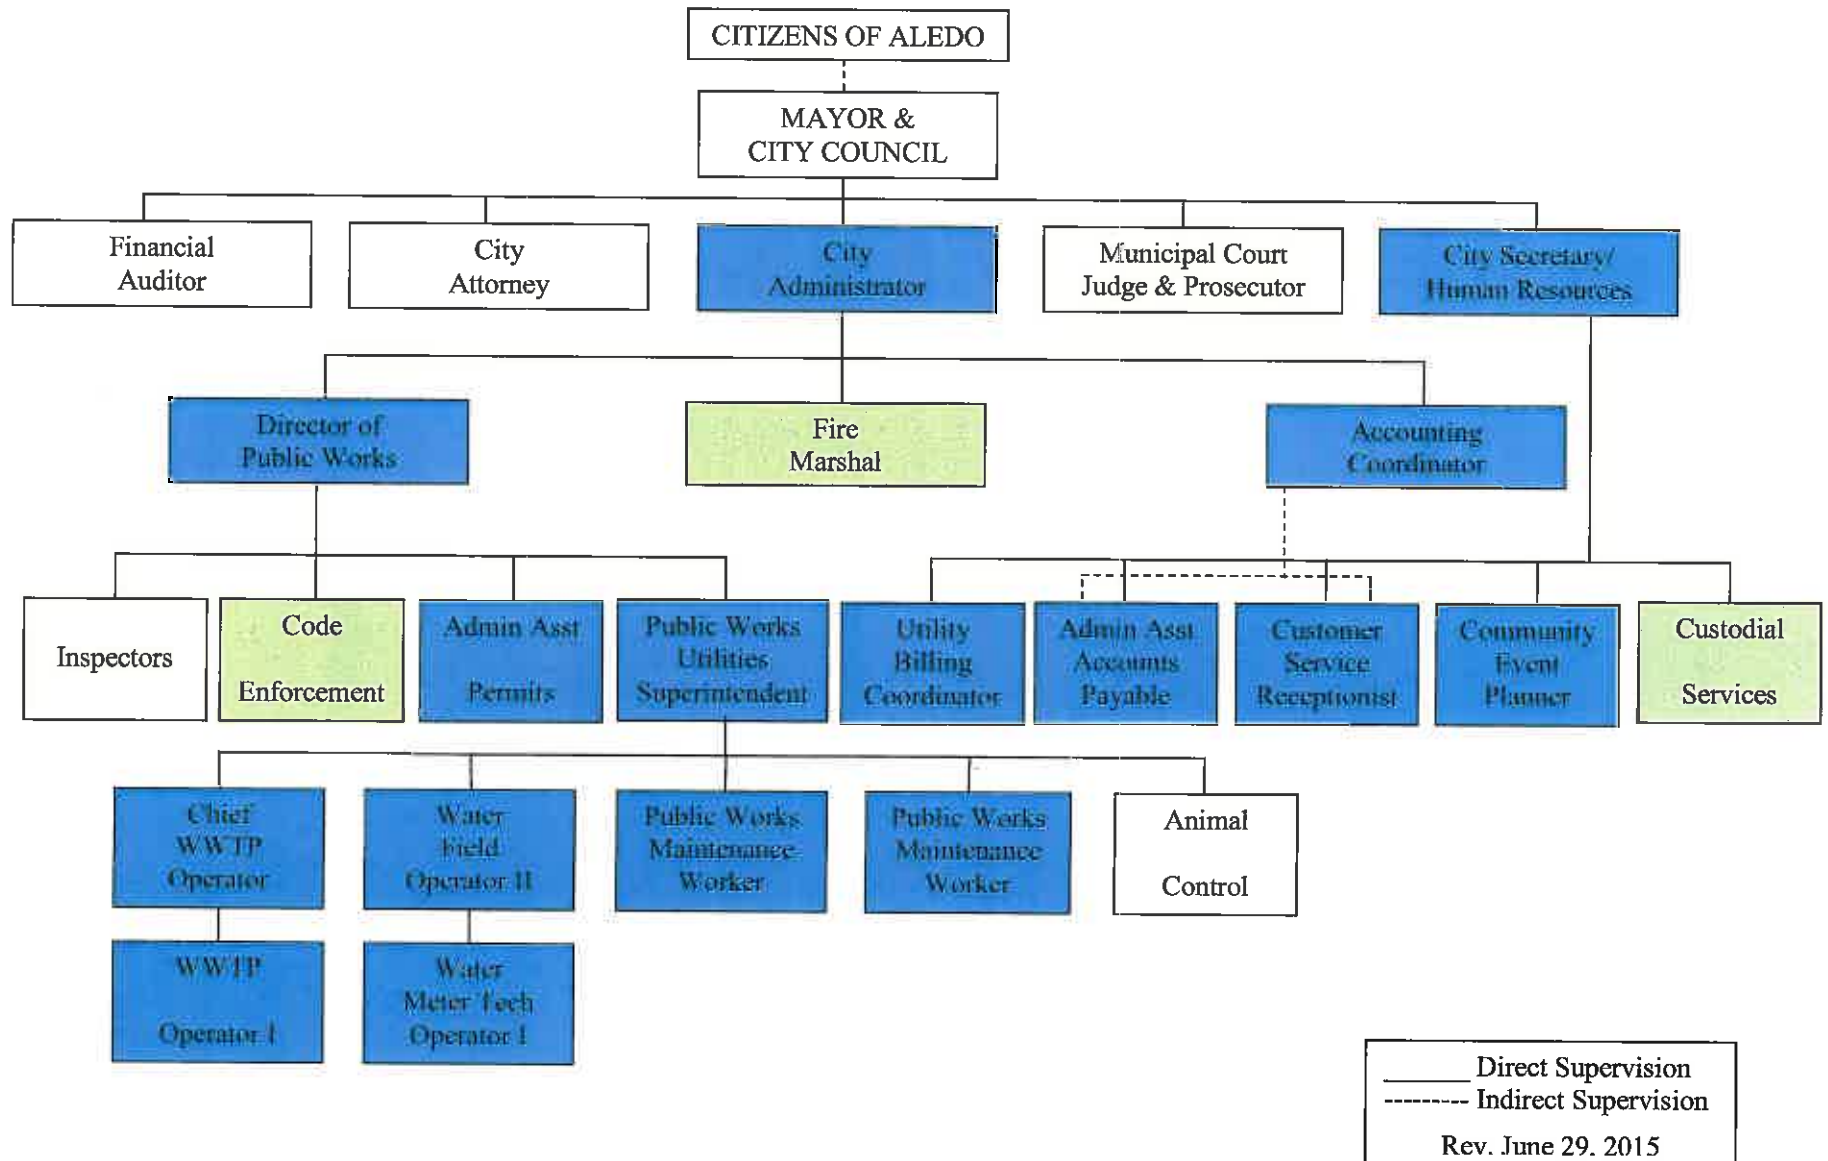 CITIZENS OF ALEDO
MAYOR &
CITY COUNCIL
Financial
Auditor
City
Attorney
City
Administrator
Municipal Court
Judge & Prosecutor
City Secretary/
Human Resources
Director of
Public Works
Fire
Marshal
Accounting
Coordinator
Inspectors
Code
Enforcement
Admin Asst
Permits
Public Works
Utilities
Superintendent
Utility
Billing
Coordinator
Admin Asst
Accounts
Payable
Customer
Service
Receptionist
Community
Event
Planner
Custodial
Services
Chief
WWTP
Operator
Water
Field
Operator II
Public Works
Maintenance
Worker
Public Works
Maintenance
Worker
Animal
Control
WWTP
Operator I
Water
Meter Tech
Operator I
Direct Supervision
Indirect Supervision
Rev. June 29, 2015